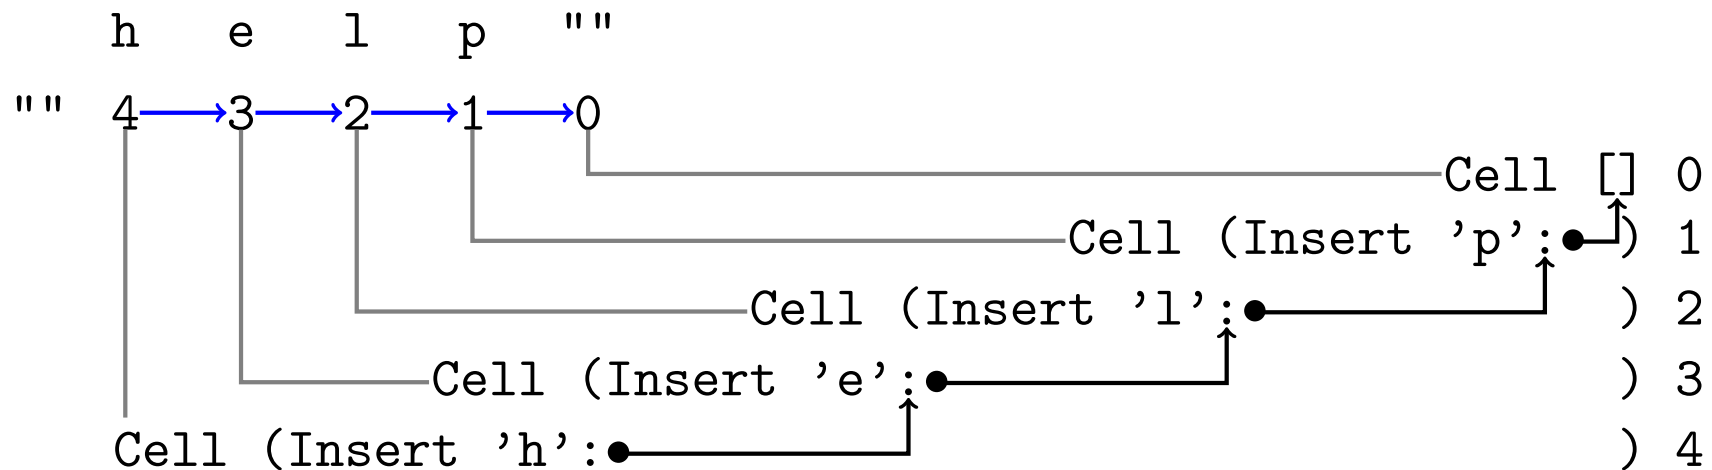 h e l p ""
"" 4 3 2 1 0
Cell [] 0
Cell (Insert 'p': ) 1
Cell (Insert 'l': ) 2
Cell (Insert 'e': ) 3
Cell (Insert 'h': ) 4